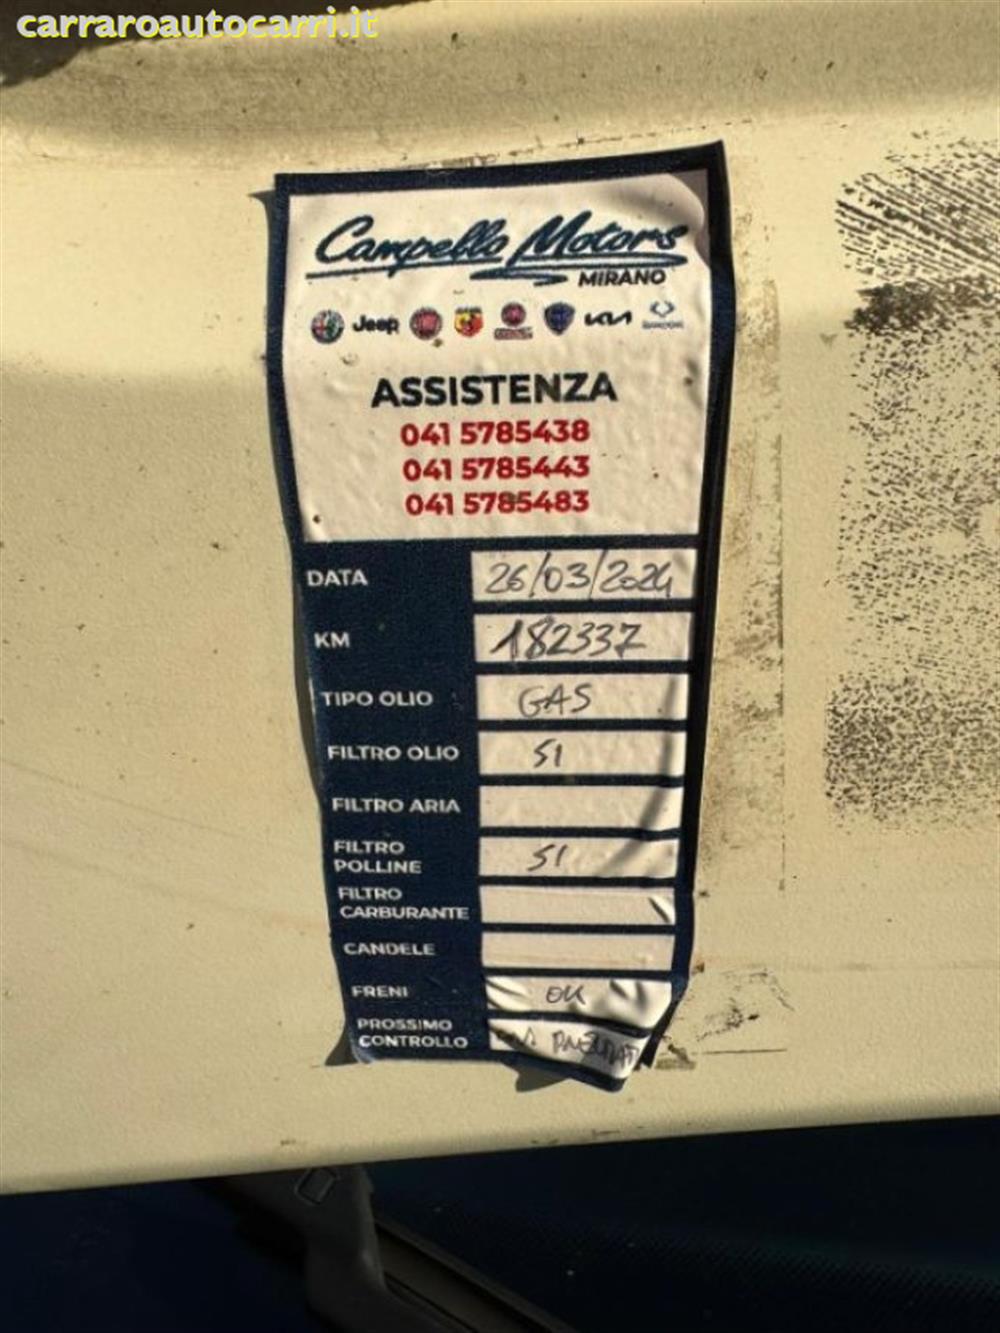 carraroautocarri.it
Campello Motors
MIRANO
Jeep
KIA
ASSISTENZA
041 5785438
041 5785443
041 5785483
DATA 26/03/2024
KM 182337
TIPO OLIO GAS
FILTRO OLIO SI
FILTRO ARIA
FILTRO
POLLINE SI
FILTRO
CARBURANTE
CANDELE
FRENI OK
PROSSIMO
CONTROLLO